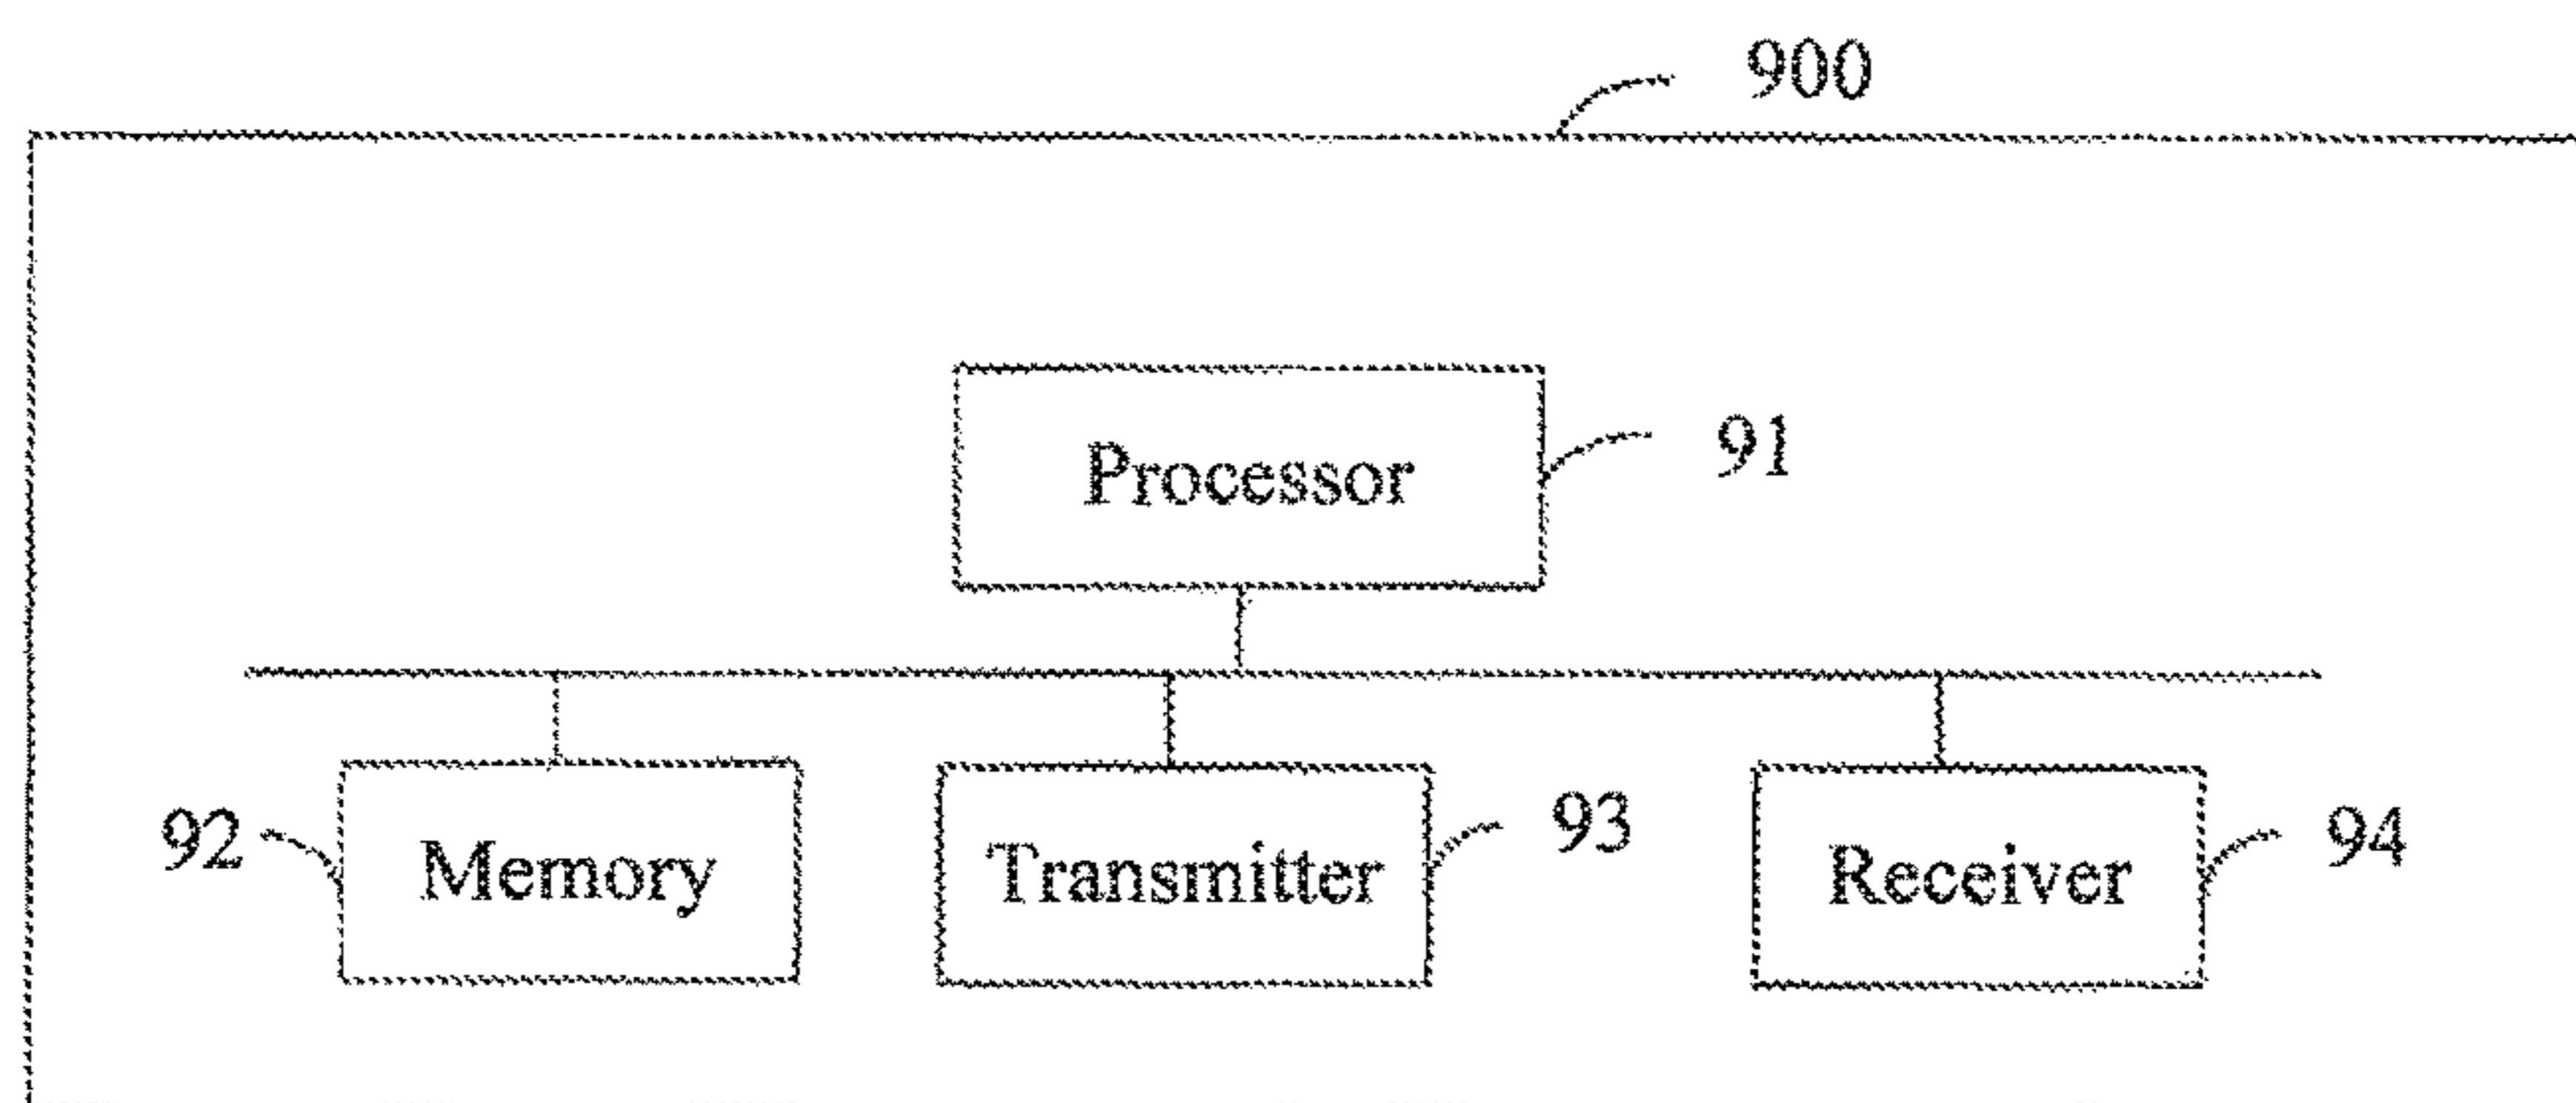 900
Processor
91
92
Memory
Transmitter
93
Receiver
94